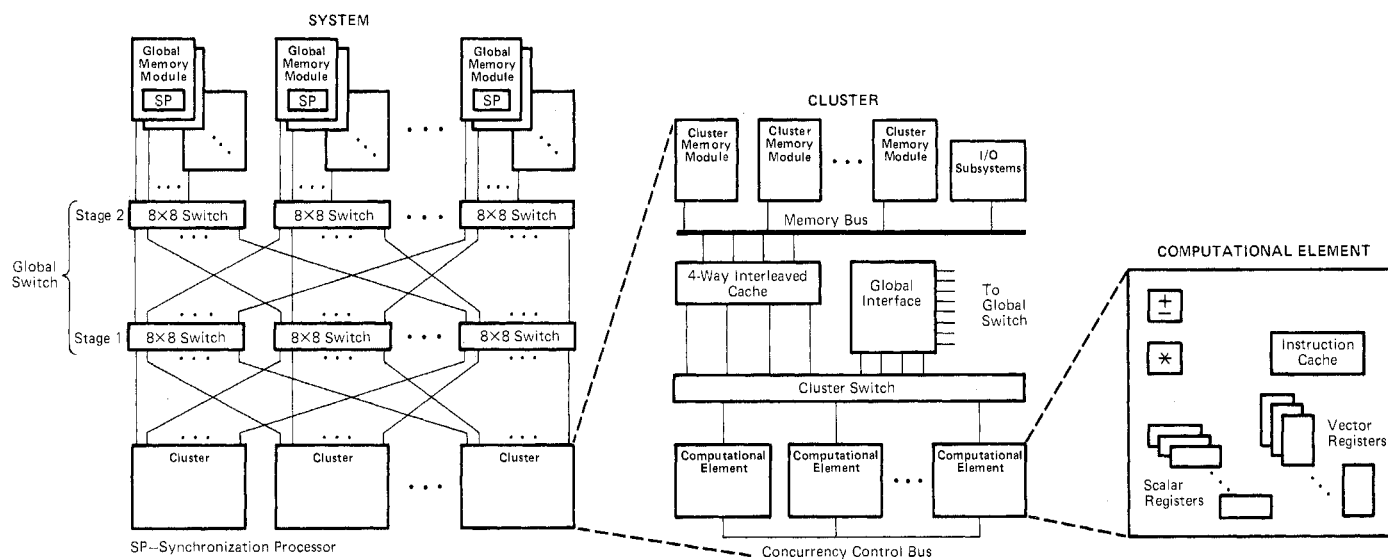 SYSTEM
Global
Memory
Module
SP
Global
Memory
Module
SP
Global
Memory
Module
SP
Stage 2
8×8 Switch
8×8 Switch
8×8 Switch
Global
Switch
Stage 1
8×8 Switch
8×8 Switch
8×8 Switch
Cluster
Cluster
Cluster
SP—Synchronization Processor
CLUSTER
Cluster
Memory
Module
Cluster
Memory
Module
Cluster
Memory
Module
I/O
Subsystems
Memory Bus
4-Way Interleaved
Cache
Global
Interface
To
Global
Switch
Cluster Switch
Computational
Element
Computational
Element
Computational
Element
Concurrency Control Bus
COMPUTATIONAL ELEMENT
±
*
Instruction
Cache
Vector
Registers
Scalar
Registers